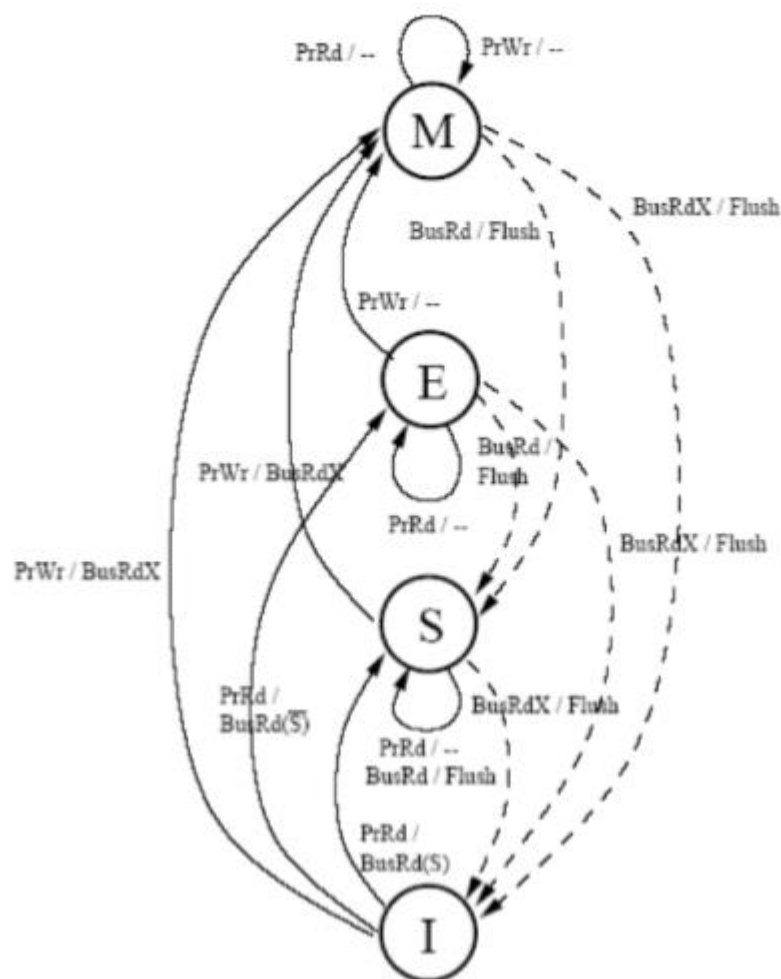 PrRd / --
PrWr / --
M
BusRdX / Flush
BusRd / Flush
PrWr / --
E
BusRd /
Flush
PrWr / BusRdX
PrRd / --
BusRdX / Flush
PrWr / BusRdX
S
PrRd /
BusRd(S̅)
BusRdX / Flush
PrRd / --
BusRd / Flush
PrRd /
BusRd(S)
I